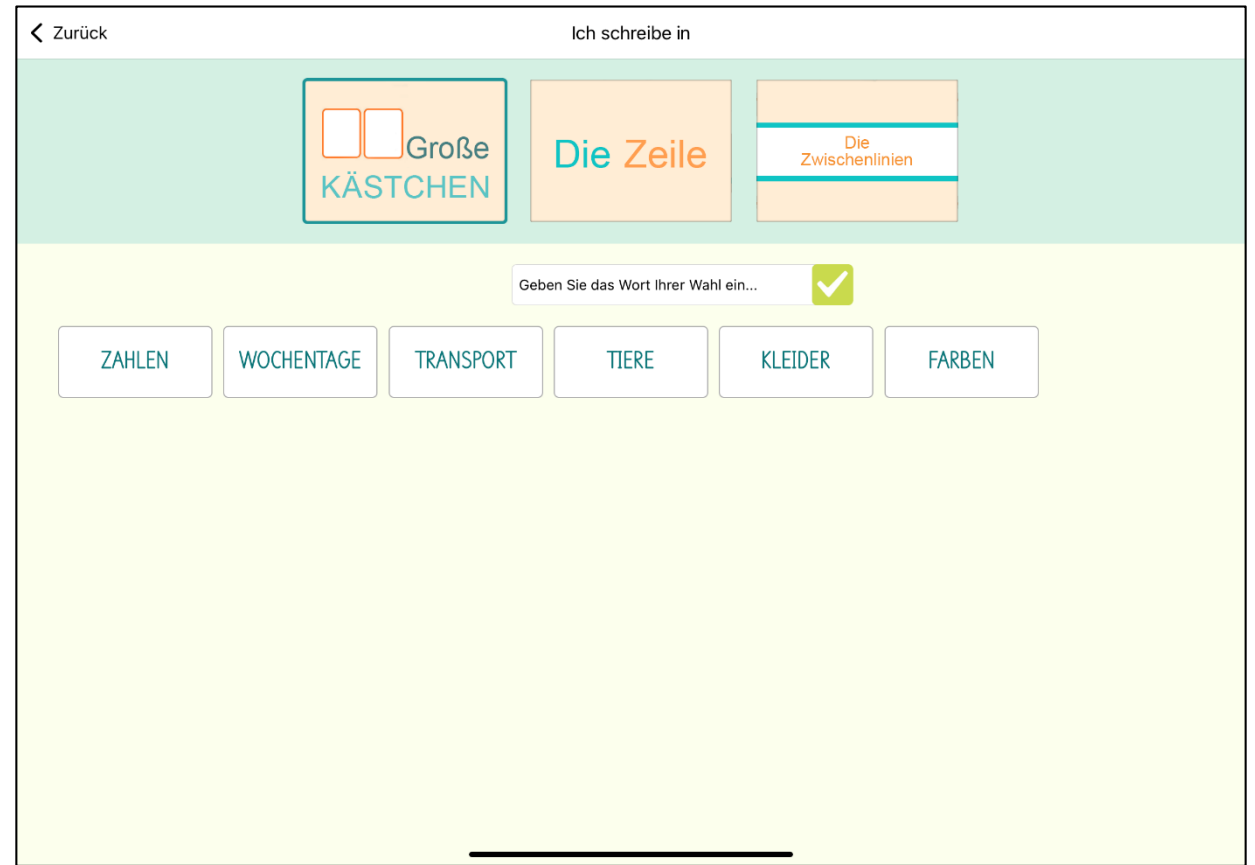 Zurück
Ich schreibe in
Große
KÄSTCHEN
Die Zeile
Die
Zwischenlinien
Geben Sie das Wort Ihrer Wahl ein...
ZAHLEN
WOCHENTAGE
TRANSPORT
TIERE
KLEIDER
FARBEN